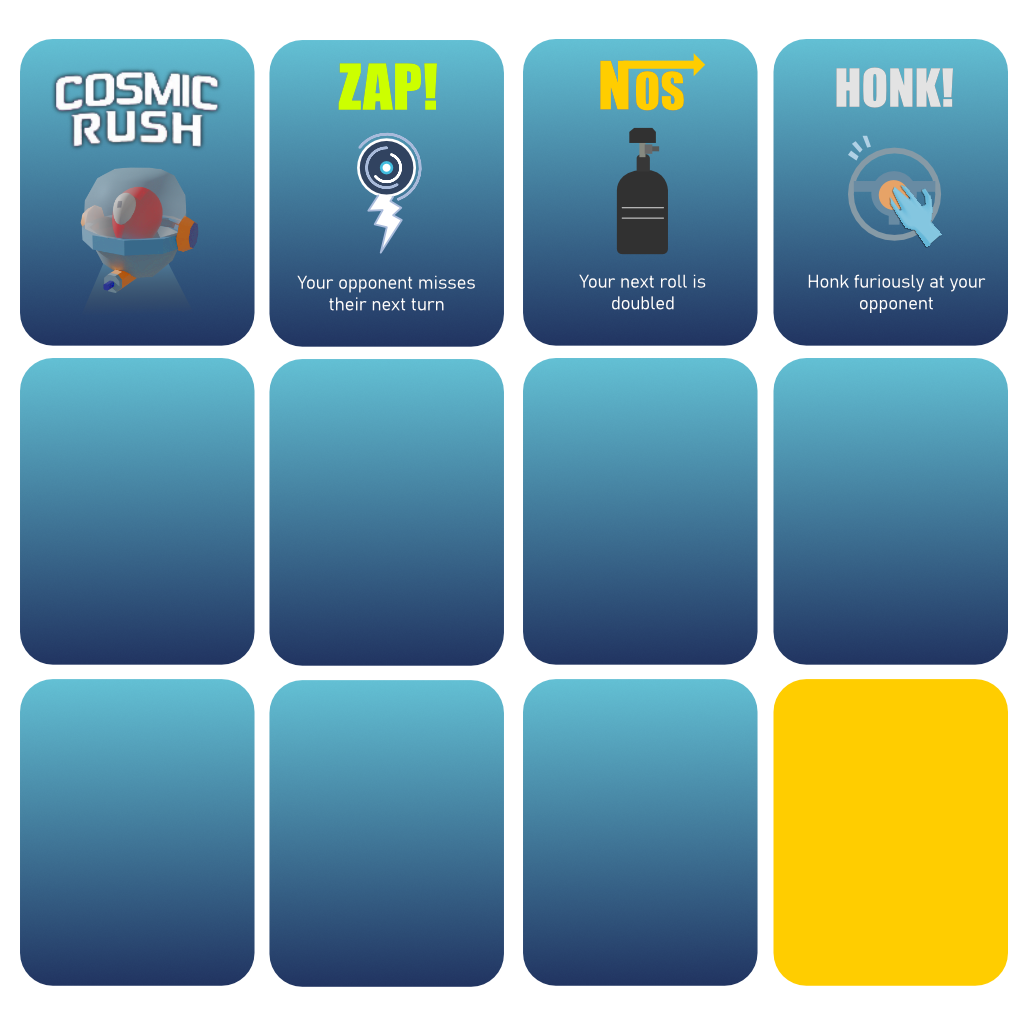 COSMIC
RUSH
ZAP!
Your opponent misses
their next turn
NOS
Your next roll is
doubled
HONK!
Honk furiously at your
opponent